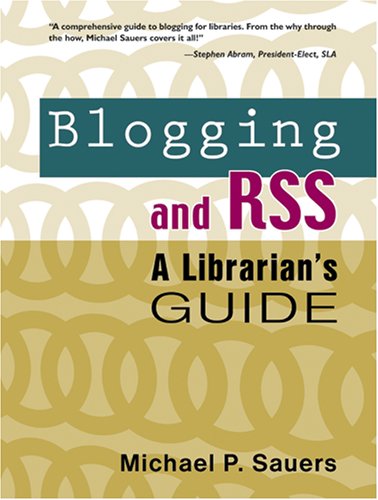 “A comprehensive guide to blogging for libraries. From the why through
the how, Michael Sauers covers it all!”
—Stephen Abram, President-Elect, SLA
Blogging
and RSS
A Librarian’s
GUIDE
Michael P. Sauers